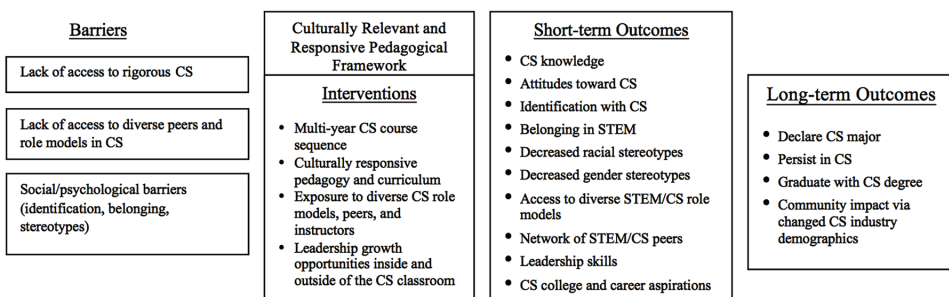 Barriers
Lack of access to rigorous CS
Lack of access to diverse peers and
role models in CS
Social/psychological barriers
(identification, belonging,
stereotypes)
Culturally Relevant and
Responsive Pedagogical
Framework
Interventions
• Multi-year CS course
sequence
• Culturally responsive
pedagogy and curriculum
• Exposure to diverse CS role
models, peers, and
instructors
• Leadership growth
opportunities inside and
outside of the CS classroom
Short-term Outcomes
• CS knowledge
• Attitudes toward CS
• Identification with CS
• Belonging in STEM
• Decreased racial stereotypes
• Decreased gender stereotypes
• Access to diverse STEM/CS role
models
• Network of STEM/CS peers
• Leadership skills
• CS college and career aspirations
Long-term Outcomes
• Declare CS major
• Persist in CS
• Graduate with CS degree
• Community impact via
changed CS industry
demographics